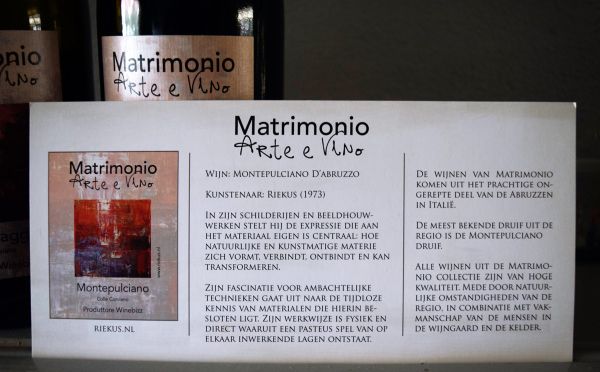 Matrimonio
Arte e Vino
Matrimonio
Arte e Vino
Matrimonio
Arte e Vino
Montepulciano
Colle Corviano
Produttore Winebizz
www.riekus.nl
RIEKUS.NL
WIJN: MONTEPULCIANO D'ABRUZZO
KUNSTENAAR: RIEKUS (1973)
IN ZIJN SCHILDERIJEN EN BEELDHOUW-
WERKEN STELT HIJ DE EXPRESSIE DIE AAN
HET MATERIAAL EIGEN IS CENTRAAL: HOE
NATUURLIJKE EN KUNSTMATIGE MATERIE
ZICH VORMT, VERBINDT, ONTBINDT EN KAN
TRANSFORMEREN.
ZIJN FASCINATIE VOOR AMBACHTELIJKE
TECHNIEKEN GAAT UIT NAAR DE TIJDLOZE
KENNIS VAN MATERIALEN DIE HIERIN BE-
SLOTEN LIGT. ZIJN WERKWIJZE IS FYSIEK EN
DIRECT WAARUIT EEN PASTEUS SPEL VAN OP
ELKAAR INWERKENDE LAGEN ONTSTAAT.
DE WIJNEN VAN MATRIMONIO
KOMEN UIT HET PRACHTIGE ON-
GEREPTE DEEL VAN DE ABRUZZEN
IN ITALIË.
DE MEEST BEKENDE DRUIF UIT DE
REGIO IS DE MONTEPULCIANO
DRUIF.
ALLE WIJNEN UIT DE MATRIMO-
NIO COLLECTIE ZIJN VAN HOGE
KWALITEIT. MEDE DOOR NATUUR-
LIJKE OMSTANDIGHEDEN VAN DE
REGIO, IN COMBINATIE MET VAK-
MANSCHAP VAN DE MENSEN IN
DE WIJNGAARD EN DE KELDER.